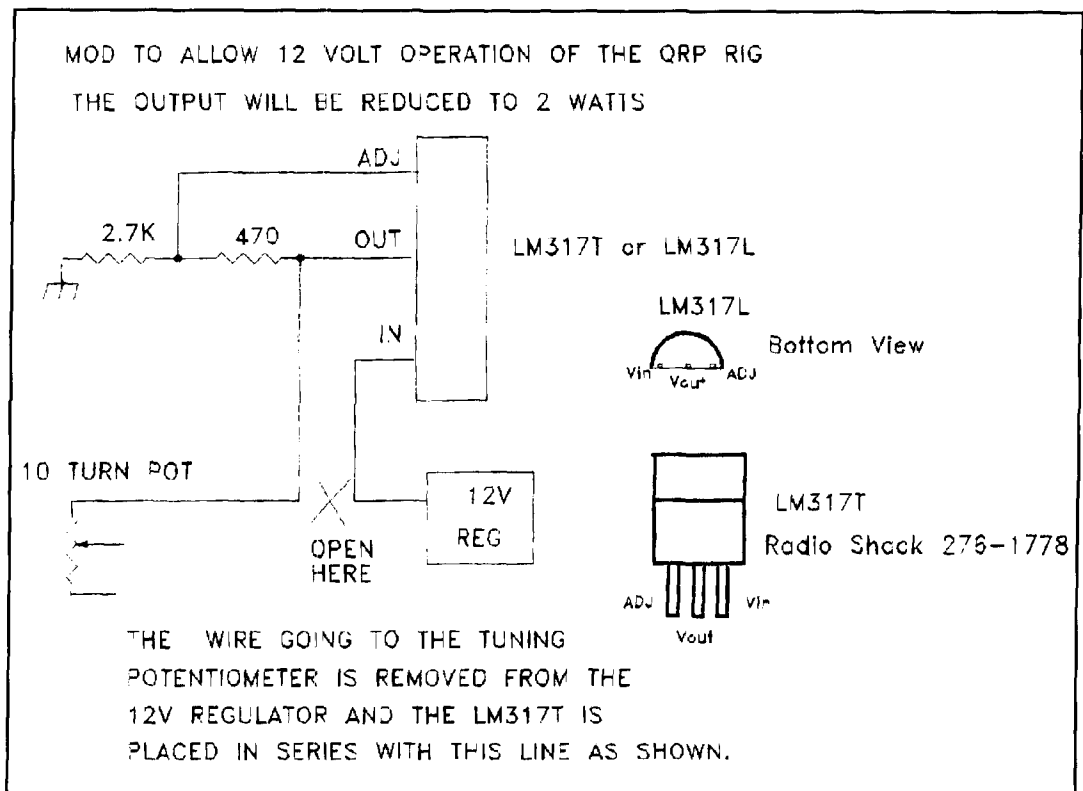 MOD TO ALLOW 12 VOLT OPERATION OF THE QRP RIG
THE OUTPUT WILL BE REDUCED TO 2 WATTS
ADJ
2.7K
470
OUT
LM317T or LM317L
LM317L
IN
Bottom View
Vin
Vout
ADJ
10 TURN POT
12V
REG
LM317T
OPEN
HERE
Radio Shack 276-1778
ADJ
Vin
Vout
THE WIRE GOING TO THE TUNING
POTENTIOMETER IS REMOVED FROM THE
12V REGULATOR AND THE LM317T IS
PLACED IN SERIES WITH THIS LINE AS SHOWN.